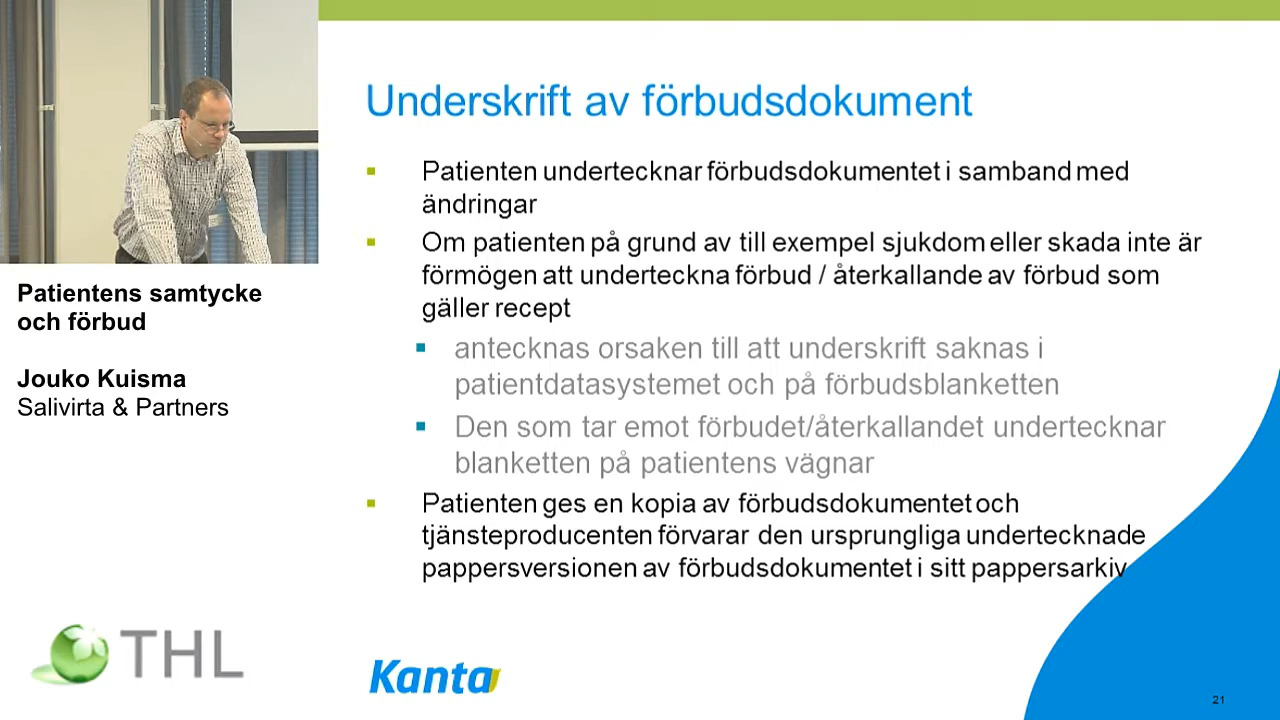 Underskrift av förbudsdokument
Patienten undertecknar förbudsdokumentet i samband med
ändringar
Om patienten på grund av till exempel sjukdom eller skada inte är
förmögen att underteckna förbud / återkallande av förbud som
gäller recept
antecknas orsaken till att underskrift saknas i
patientdatasystemet och på förbudsblanketten
Den som tar emot förbudet/återkallandet undertecknar
blanketten på patientens vägnar
Patienten ges en kopia av förbudsdokumentet och
tjänsteproducenten förvarar den ursprungliga undertecknade
pappersversionen av förbudsdokumentet i sitt pappersarkiv
Patientens samtycke
och förbud
Jouko Kuisma
Salivirta & Partners
THL
Kanta
21